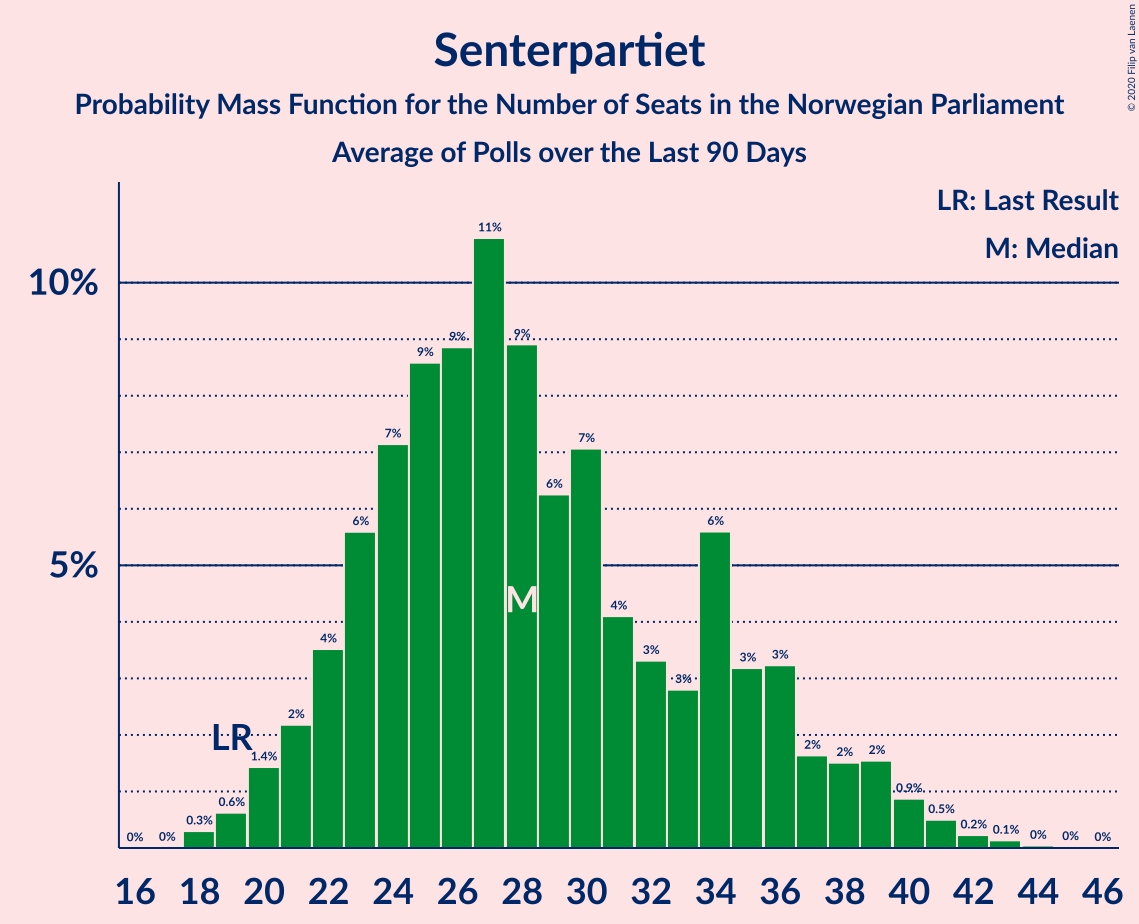 Senterpartiet
Probability Mass Function for the Number of Seats in the Norwegian Parliament
Average of Polls over the Last 90 Days
© 2020 Filip van Laenen
LR: Last Result
M: Median
10%
5%
0% 0% 0.3% 0.6% 1.4% 2% 4% 6% 7% 9% 9% 11% 9% 6% 7% 4% 3% 3% 6% 3% 3% 2% 2% 2% 0.9% 0.5% 0.2% 0.1% 0% 0% 0%
LR
M
16 18 20 22 24 26 28 30 32 34 36 38 40 42 44 46